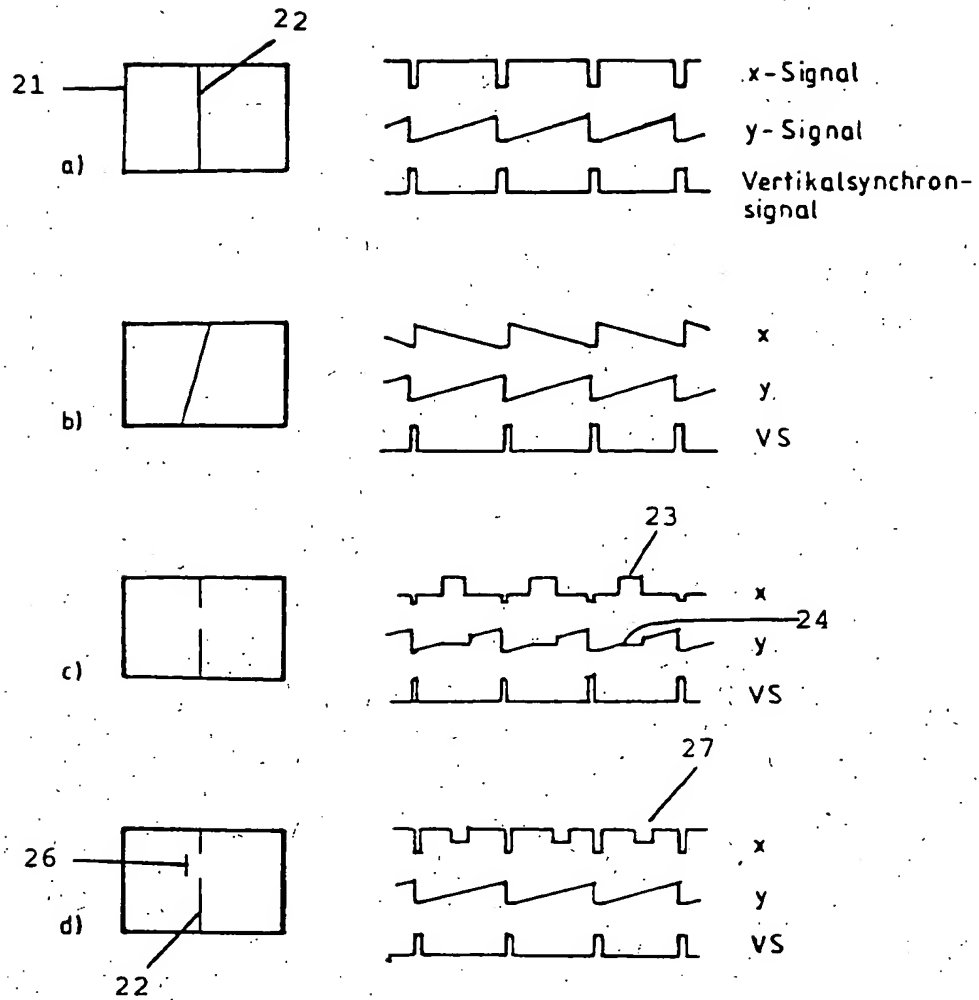 22
21
x-Signal
y-Signal
a)
Vertikalsynchron-
signal
x
y
b)
VS
23
x
24
y
c)
VS
27
26
x
y
d)
VS
22